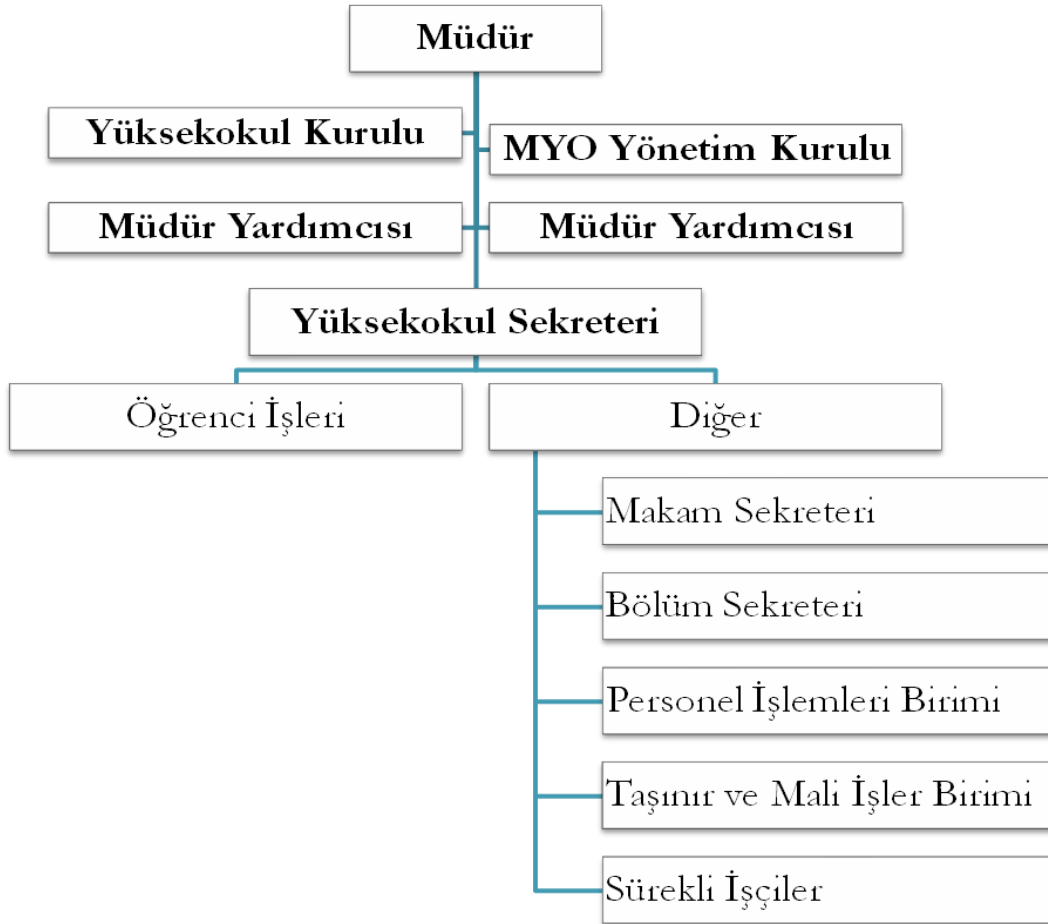 Müdür
Yüksekokul Kurulu
MYO Yönetim Kurulu
Müdür Yardımcısı
Müdür Yardımcısı
Yüksekokul Sekreteri
Öğrenci İşleri
Diğer
Makam Sekreteri
Bölüm Sekreteri
Personel İşlemleri Birimi
Taşınır ve Mali İşler Birimi
Sürekli İşçiler